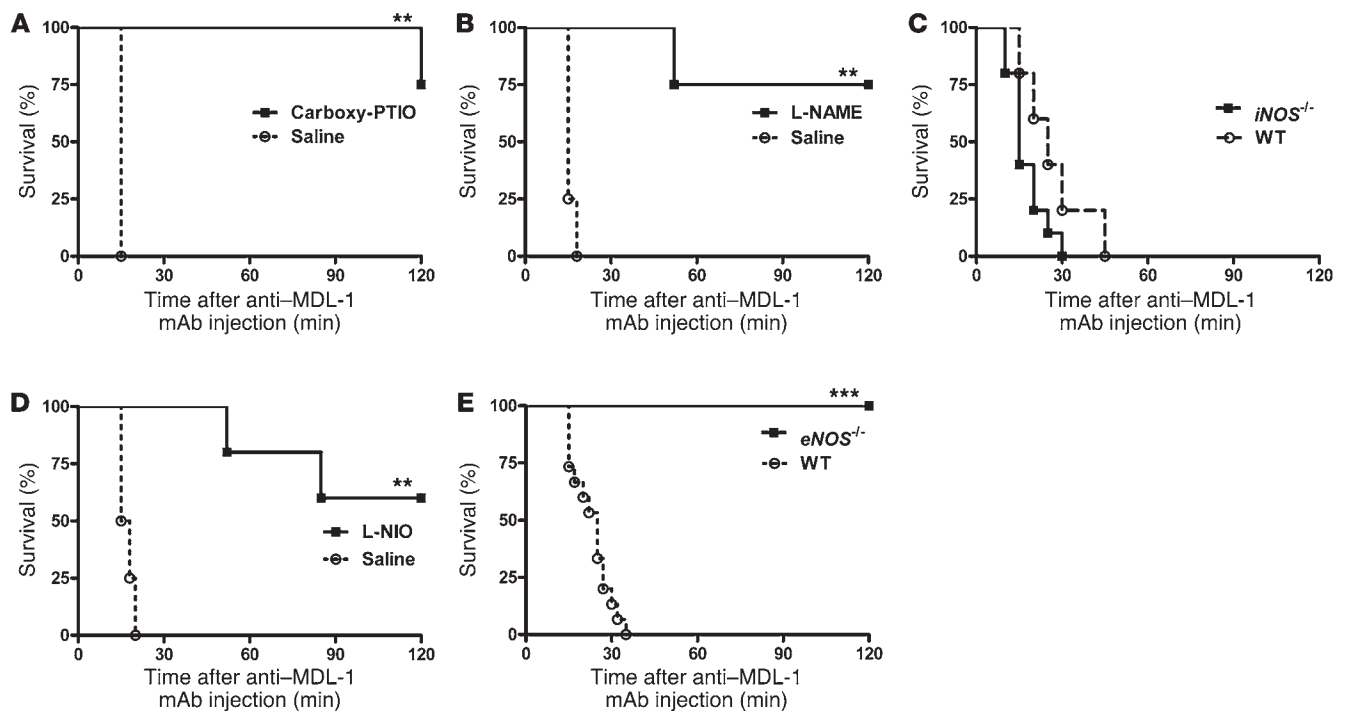 A
100
75
50
25
0
Survival (%)
**
Carboxy-PTIO
Saline
0 30 60 90 120
Time after anti–MDL-1
mAb injection (min)
B
100
75
50
25
0
Survival (%)
**
L-NAME
Saline
0 30 60 90 120
Time after anti–MDL-1
mAb injection (min)
C
100
75
50
25
0
Survival (%)
iNOS-/-
WT
0 30 60 90 120
Time after anti–MDL-1
mAb injection (min)
D
100
75
50
25
0
Survival (%)
**
L-NIO
Saline
0 30 60 90 120
Time after anti–MDL-1
mAb injection (min)
E
100
75
50
25
0
Survival (%)
***
eNOS-/-
WT
0 30 60 90 120
Time after anti–MDL-1
mAb injection (min)